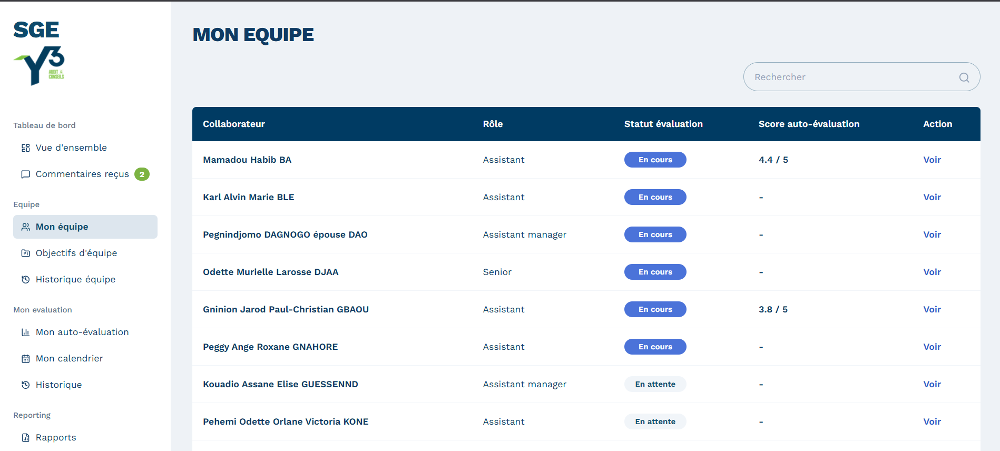 SGE
Y3
AUDIT &
CONSEILS
Tableau de bord
Vue d'ensemble
Commentaires reçus 2
Equipe
Mon équipe
Objectifs d'équipe
Historique équipe
Mon evaluation
Mon auto-évaluation
Mon calendrier
Historique
Reporting
Rapports
MON EQUIPE
Rechercher
Collaborateur Rôle Statut évaluation Score auto-évaluation Action
Mamadou Habib BA Assistant En cours 4.4 / 5 Voir
Karl Alvin Marie BLE Assistant En cours - Voir
Pegnindjomo DAGNOGO épouse DAO Assistant manager En cours - Voir
Odette Murielle Larosse DJAA Senior En cours - Voir
Gninion Jarod Paul-Christian GBAOU Assistant En cours 3.8 / 5 Voir
Peggy Ange Roxane GNAHORE Assistant En cours - Voir
Kouadio Assane Elise GUESSENND Assistant manager En attente - Voir
Pehemi Odette Orlane Victoria KONE Assistant En attente - Voir